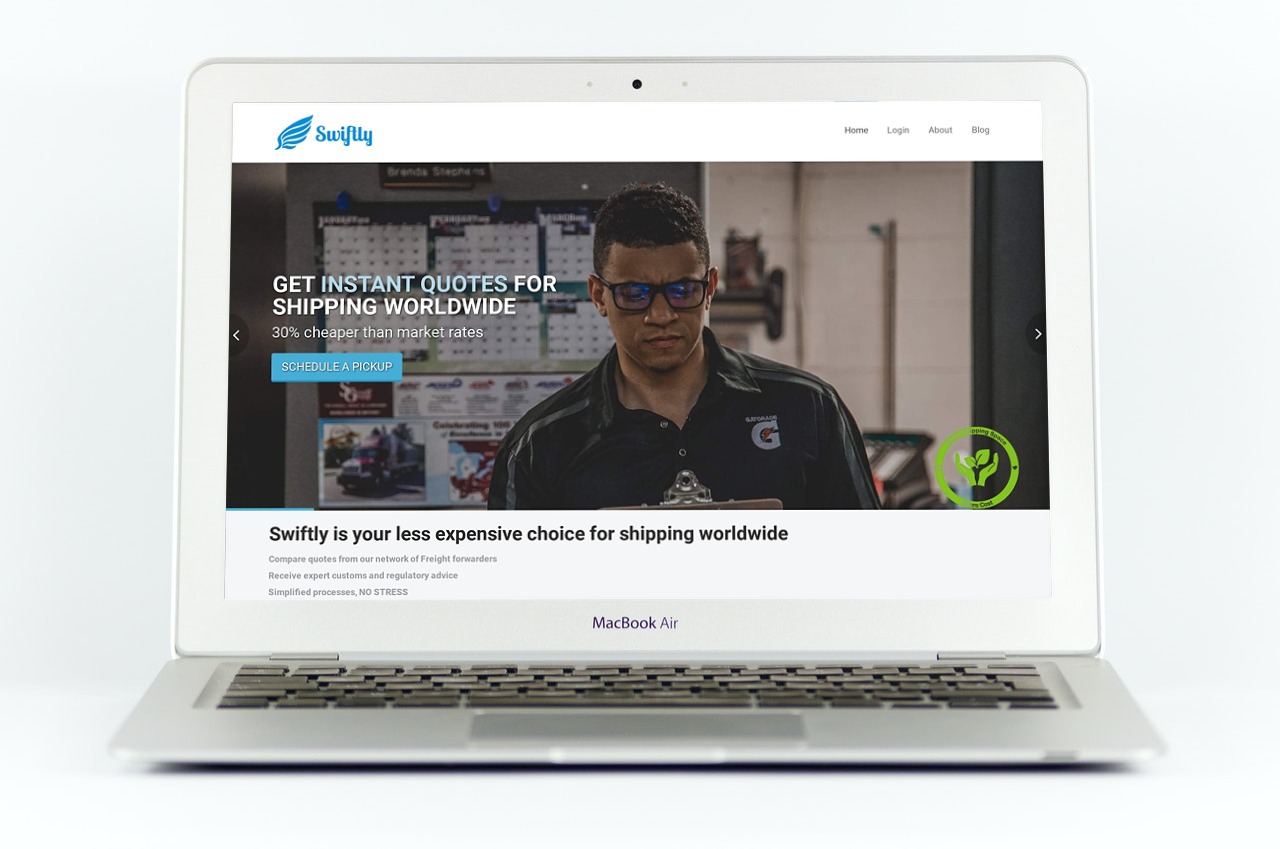 Swiftly
Home Login About Blog
Brenda Stephens
GET INSTANT QUOTES FOR
SHIPPING WORLDWIDE
30% cheaper than market rates
SCHEDULE A PICKUP
GATORADE
G
Celebrating 100
Swiftly is your less expensive choice for shipping worldwide
Compare quotes from our network of Freight forwarders
Receive expert customs and regulatory advice
Simplified processes, NO STRESS
MacBook Air